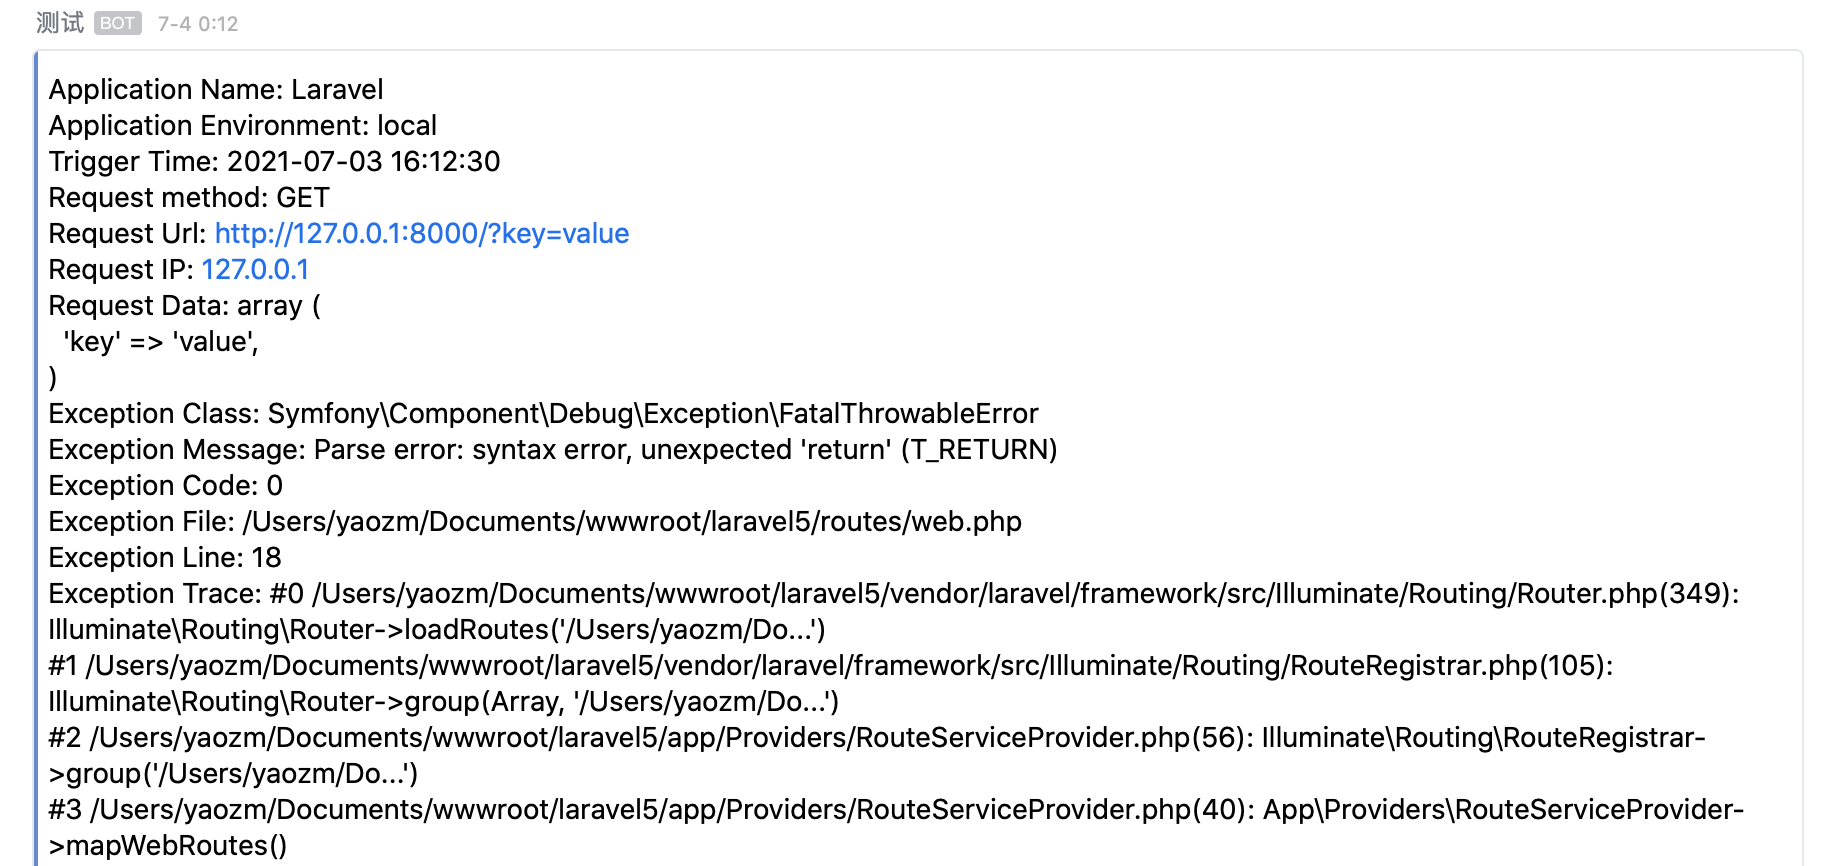 测试 BOT 7-4 0:12
Application Name: Laravel
Application Environment: local
Trigger Time: 2021-07-03 16:12:30
Request method: GET
Request Url: http://127.0.0.1:8000/?key=value
Request IP: 127.0.0.1
Request Data: array (
  'key' => 'value',
)
Exception Class: Symfony\Component\Debug\Exception\FatalThrowableError
Exception Message: Parse error: syntax error, unexpected 'return' (T_RETURN)
Exception Code: 0
Exception File: /Users/yaozm/Documents/wwwroot/laravel5/routes/web.php
Exception Line: 18
Exception Trace: #0 /Users/yaozm/Documents/wwwroot/laravel5/vendor/laravel/framework/src/Illuminate/Routing/Router.php(349):
Illuminate\Routing\Router->loadRoutes('/Users/yaozm/Do...')
#1 /Users/yaozm/Documents/wwwroot/laravel5/vendor/laravel/framework/src/Illuminate/Routing/RouteRegistrar.php(105):
Illuminate\Routing\Router->group(Array, '/Users/yaozm/Do...')
#2 /Users/yaozm/Documents/wwwroot/laravel5/app/Providers/RouteServiceProvider.php(56): Illuminate\Routing\RouteRegistrar-
>group('/Users/yaozm/Do...')
#3 /Users/yaozm/Documents/wwwroot/laravel5/app/Providers/RouteServiceProvider.php(40): App\Providers\RouteServiceProvider-
>mapWebRoutes()